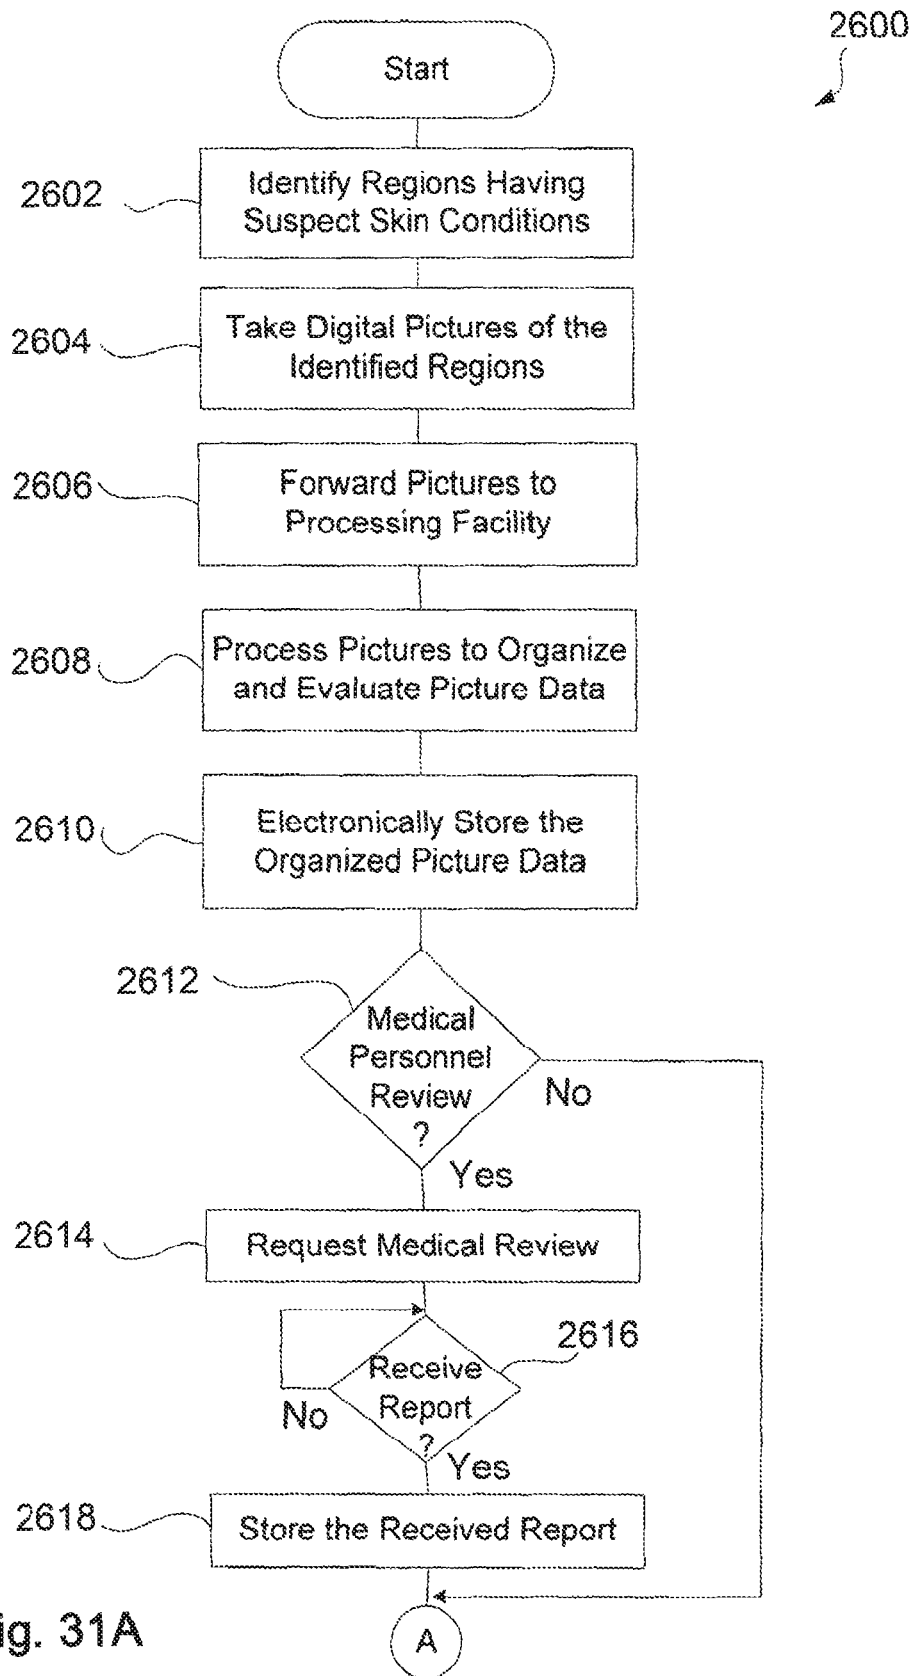 2600
Start
2602
Identify Regions Having
Suspect Skin Conditions
2604
Take Digital Pictures of the
Identified Regions
2606
Forward Pictures to
Processing Facility
2608
Process Pictures to Organize
and Evaluate Picture Data
2610
Electronically Store the
Organized Picture Data
2612
Medical
Personnel
Review
?
No
Yes
2614
Request Medical Review
2616
Receive
Report
?
No
Yes
2618
Store the Received Report
ig. 31A
A